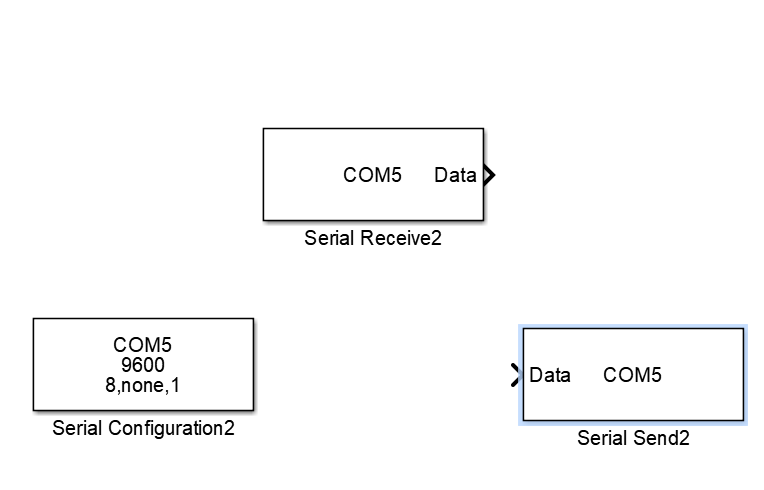 COM5 Data
Serial Receive2
COM5
9600
8,none,1
Serial Configuration2
Data COM5
Serial Send2